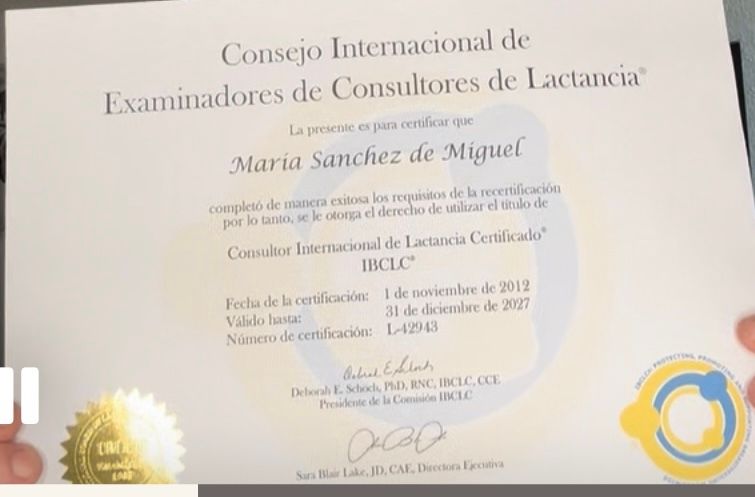 Consejo Internacional de
Examinadores de Consultores de Lactancia®
La presente es para certificar que
María Sanchez de Miguel
completó de manera exitosa los requisitos de la recertificación
por lo tanto, se le otorga el derecho de utilizar el título de
Consultor Internacional de Lactancia Certificado®
IBCLC®
Fecha de la certificación: 1 de noviembre de 2012
Válido hasta: 31 de diciembre de 2027
Número de certificación: L-42943
Deborah E. Schoch, PhD, RNC, IBCLC, CCE
Presidente de la Comisión IBCLC
Sara Blair Lake, JD, CAE, Directora Ejecutiva